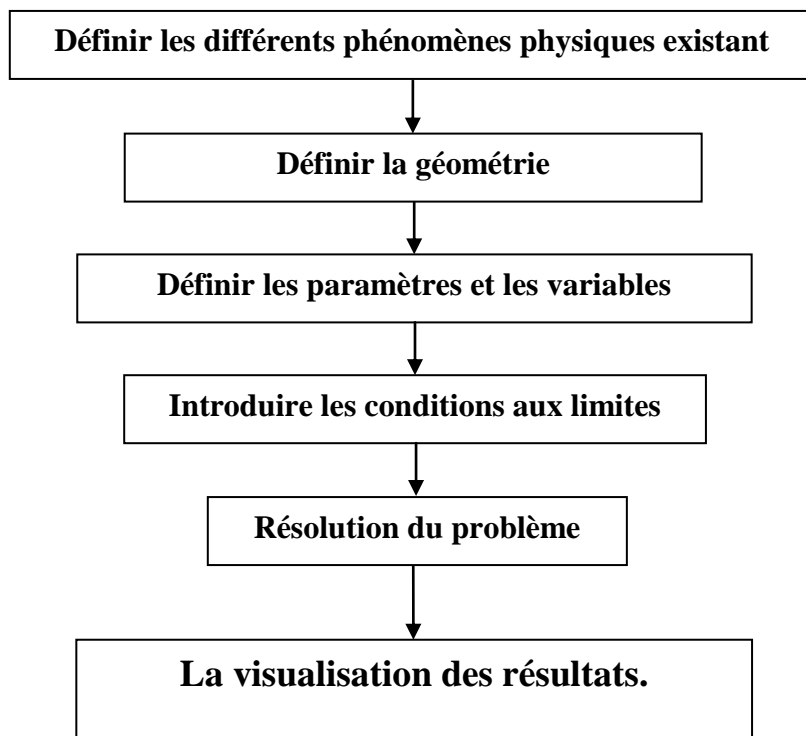 Définir les différents phénomènes physiques existant
Définir la géométrie
Définir les paramètres et les variables
Introduire les conditions aux limites
Résolution du problème
La visualisation des résultats.